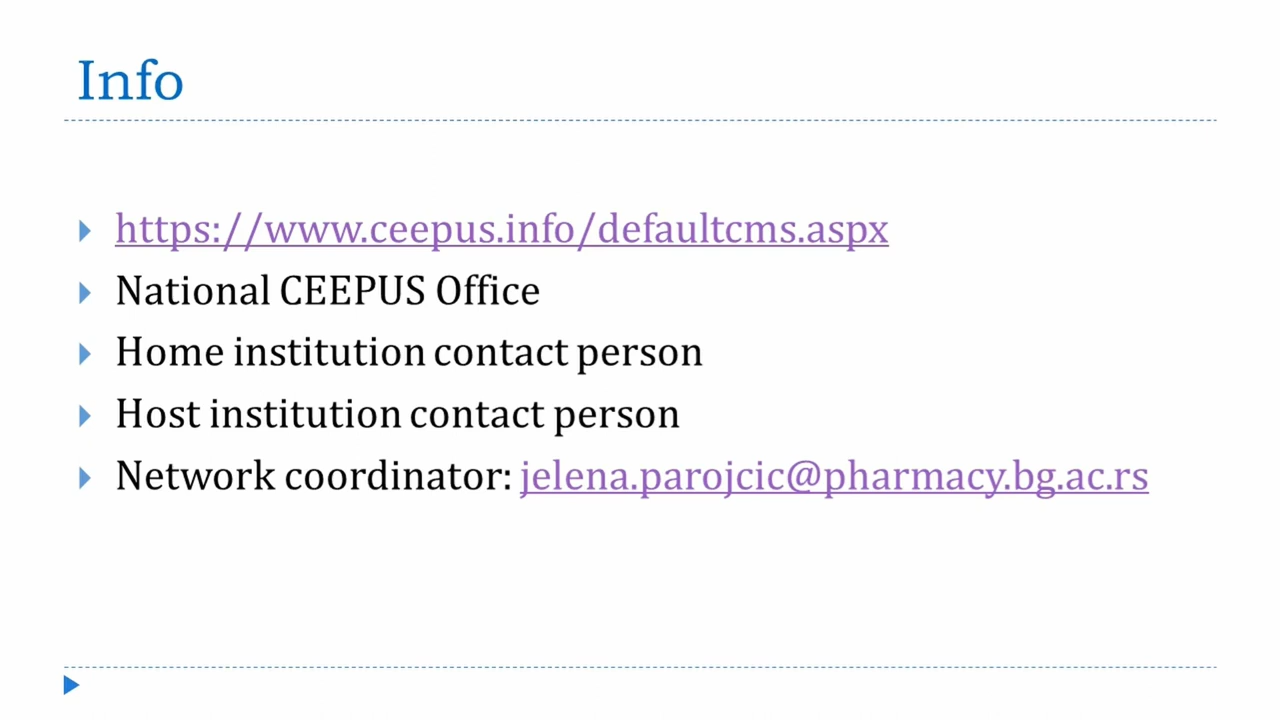 Info
https://www.ceepus.info/defaultcms.aspx
National CEEPUS Office
Home institution contact person
Host institution contact person
Network coordinator: jelena.parojcic@pharmacy.bg.ac.rs